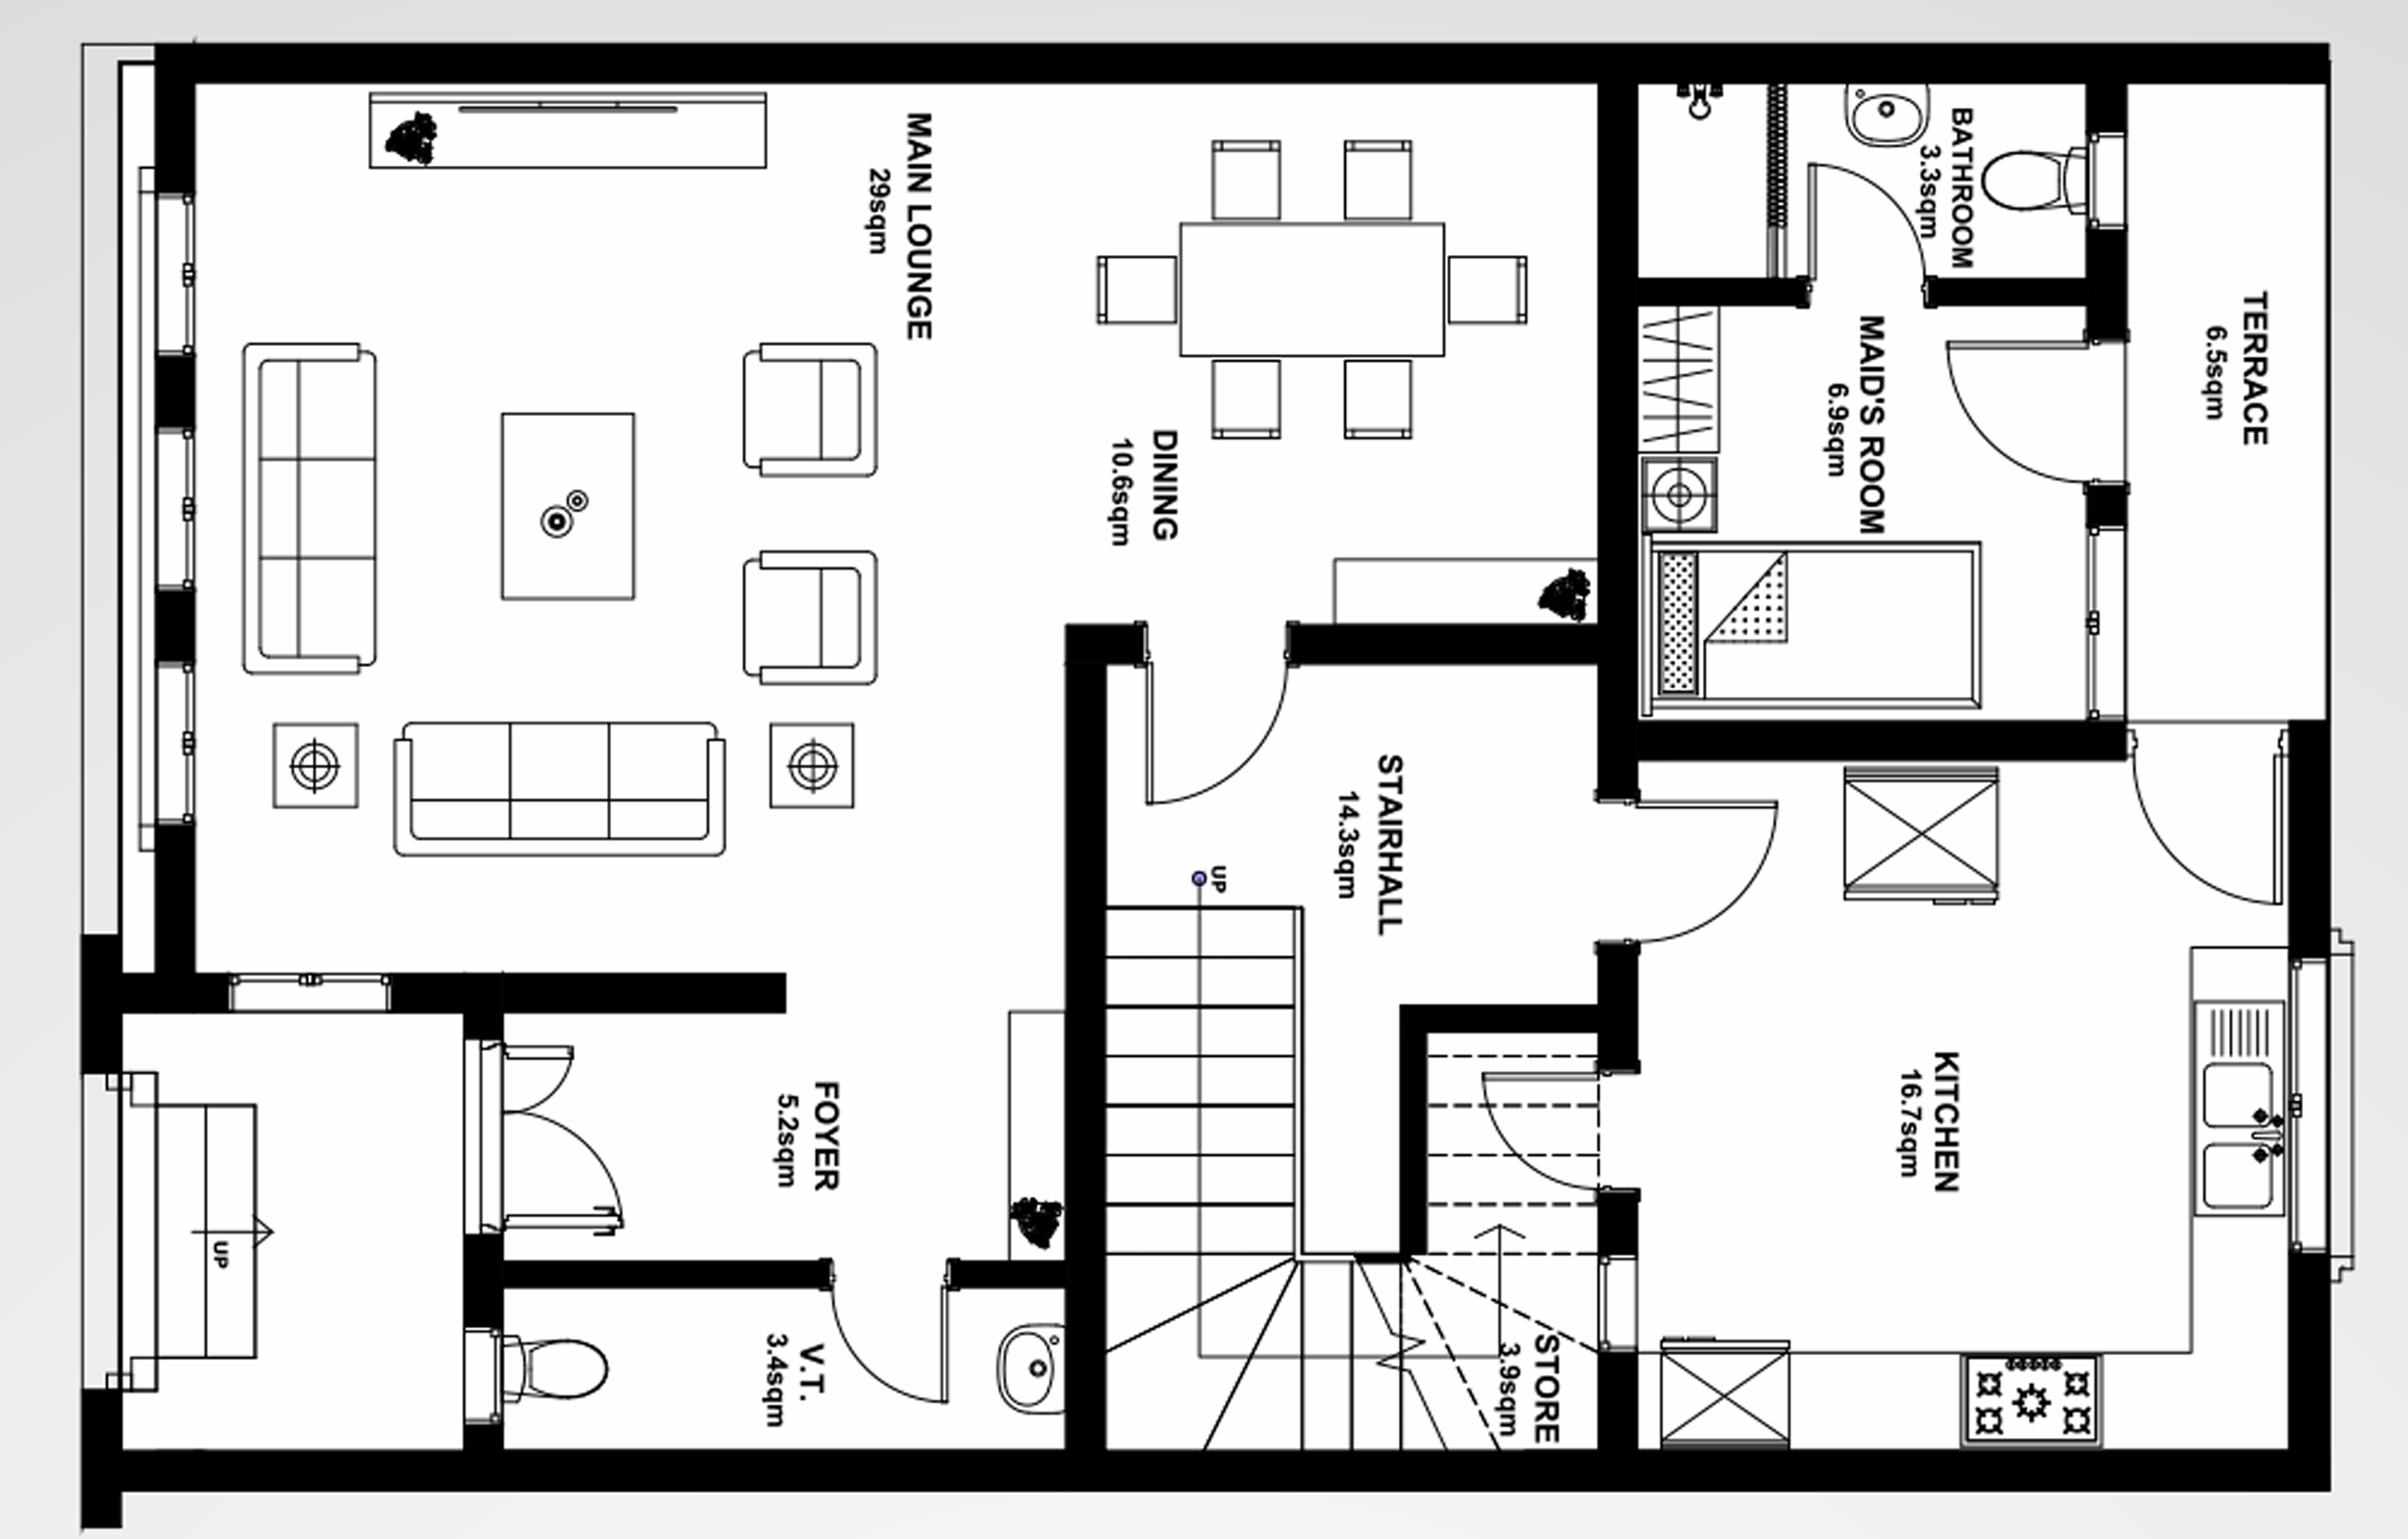 MAIN LOUNGE
29sqm
DINING
10.6sqm
BATHROOM
3.3sqm
MAID'S ROOM
6.9sqm
TERRACE
6.5sqm
STAIRHALL
14.3sqm
UP
KITCHEN
16.7sqm
FOYER
5.2sqm
UP
V.T.
3.4sqm
STORE
3.9sqm